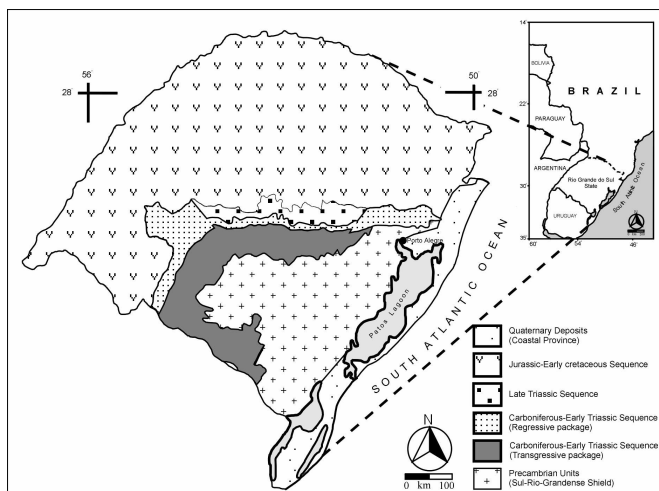 56°
28°
50°
28°
14°
BOLIVIA
BRAZIL
22°
PARAGUAY
ARGENTINA
Rio Grande do Sul
State
30°
South Atlantic Ocean
URUGUAY
35°
60°
54°
46°
Porto Alegre
Patos Lagoon
SOUTH ATLANTIC OCEAN
Quaternary Deposits
(Coastal Province)
Jurassic-Early cretaceous Sequence
Late Triassic Sequence
Carboniferous-Early Triassic Sequence
(Regressive package)
Carboniferous-Early Triassic Sequence
(Transgressive package)
Precambrian Units
(Sul-Rio-Grandense Shield)
N
0 km 100